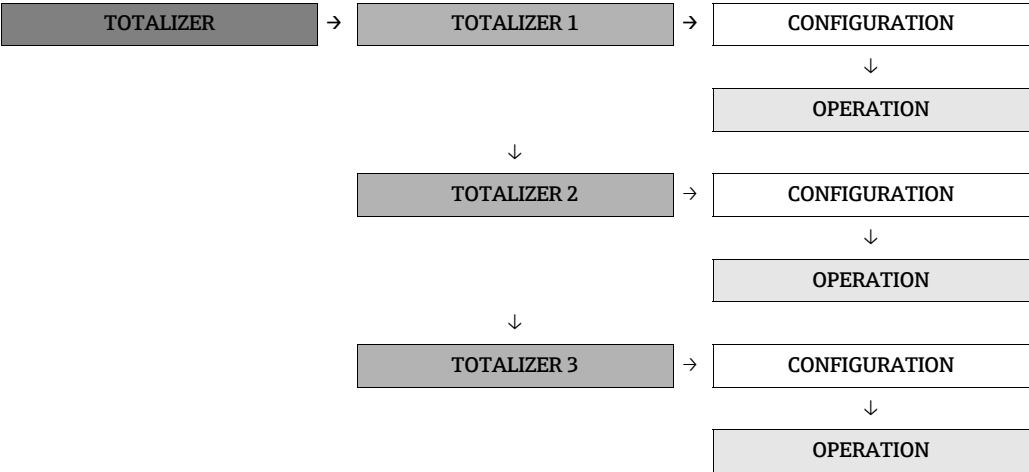 TOTALIZER → TOTALIZER 1 → CONFIGURATION
↓
OPERATION
↓
TOTALIZER 2 → CONFIGURATION
↓
OPERATION
↓
TOTALIZER 3 → CONFIGURATION
↓
OPERATION